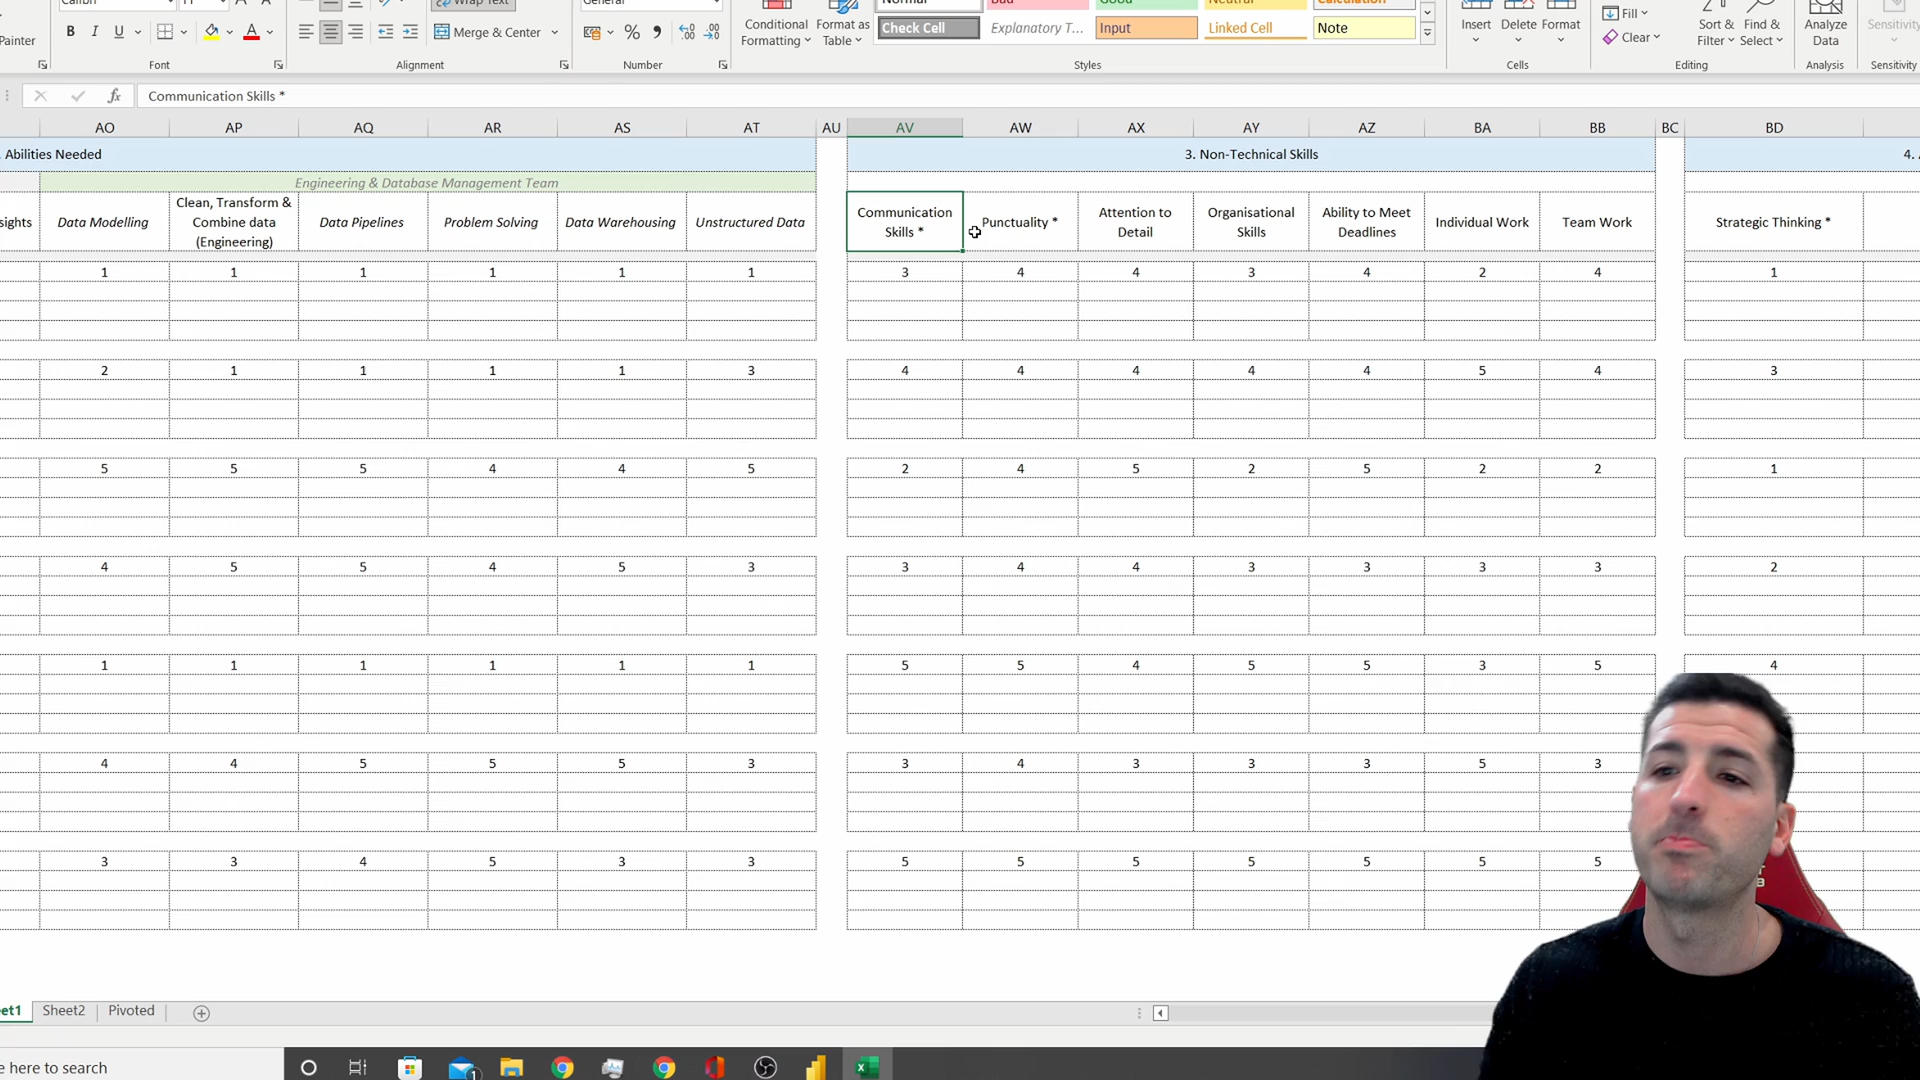 Calibri
General
Wrap Text
Normal
Bad
Good
Neutral
Calculation
Painter
B I U
A
Merge & Center
%
Conditional Formatting
Format as Table
Check Cell
Explanatory T...
Input
Linked Cell
Note
Insert
Delete
Format
Fill
Clear
Sort & Filter
Find & Select
Analyze Data
Sensitivity
Font
Alignment
Number
Styles
Cells
Editing
Analysis
Sensitivity
fx Communication Skills *
AO AP AQ AR AS AT AU AV AW AX AY AZ BA BB BC BD
Abilities Needed
3. Non-Technical Skills
4.
Engineering & Database Management Team
sights
Data Modelling
Clean, Transform &
Combine data
(Engineering)
Data Pipelines
Problem Solving
Data Warehousing
Unstructured Data
Communication
Skills *
Punctuality *
Attention to
Detail
Organisational
Skills
Ability to Meet
Deadlines
Individual Work
Team Work
Strategic Thinking *
1 1 1 1 1 1 3 4 4 3 4 2 4 1
2 1 1 1 1 3 4 4 4 4 4 5 4 3
5 5 5 4 4 5 2 4 5 2 5 2 2 1
4 5 5 4 5 3 3 4 4 3 3 3 3 2
1 1 1 1 1 1 5 5 4 5 5 3 5 4
4 4 5 5 5 3 3 4 3 3 3 5 3
3 3 4 5 3 3 5 5 5 5 5 5 5
et1
Sheet2
Pivoted
e here to search
1